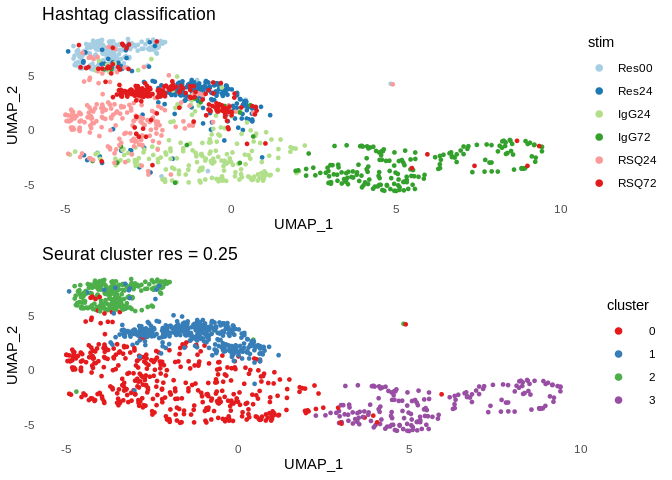 Hashtag classification
stim
Res00
Res24
IgG24
IgG72
RSQ24
RSQ72
UMAP_2
5
0
-5
-5
0
5
10
UMAP_1
Seurat cluster res = 0.25
cluster
0
1
2
3
UMAP_2
5
0
-5
-5
0
5
10
UMAP_1